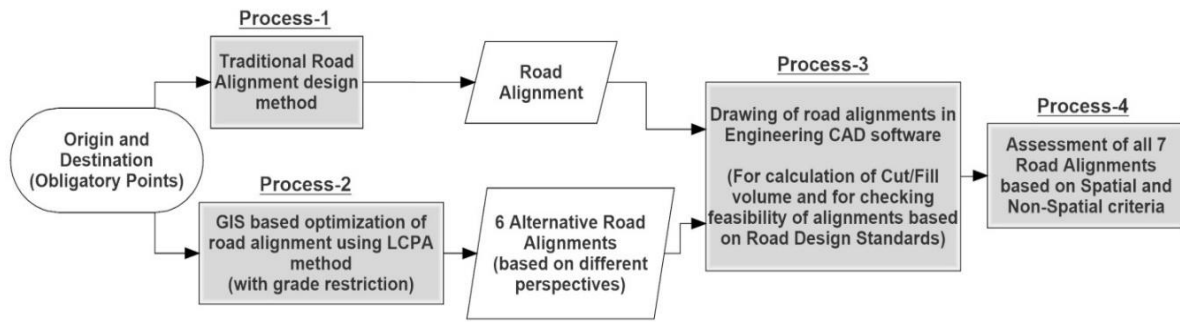 Process-1
Traditional Road
Alignment design
method
Road
Alignment
Origin and
Destination
(Obligatory Points)
Process-2
GIS based optimization of
road alignment using LCPA
method
(with grade restriction)
6 Alternative Road
Alignments
(based on different
perspectives)
Process-3
Drawing of road alignments in
Engineering CAD software
(For calculation of Cut/Fill
volume and for checking
feasibility of alignments based
on Road Design Standards)
Process-4
Assessment of all 7
Road Alignments
based on Spatial and
Non-Spatial criteria